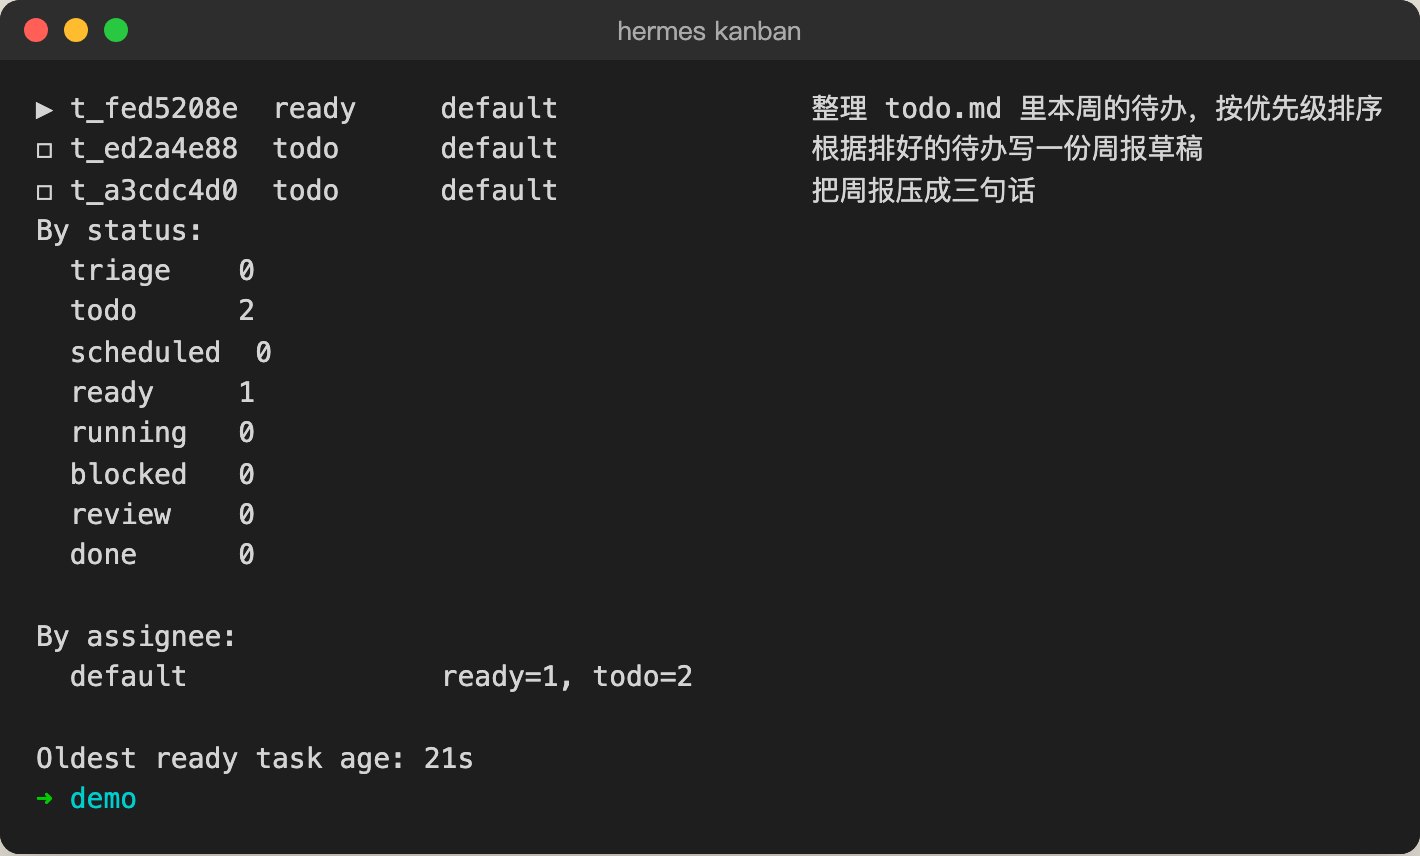 hermes kanban
▶ t_fed5208e  ready     default               整理 todo.md 里本周的待办，按优先级排序
◻ t_ed2a4e88  todo      default               根据排好的待办写一份周报草稿
◻ t_a3cdc4d0  todo      default               把周报压成三句话
By status:
  triage    0
  todo      2
  scheduled  0
  ready     1
  running   0
  blocked   0
  review    0
  done      0
By assignee:
  default               ready=1, todo=2
Oldest ready task age: 21s
➜ demo